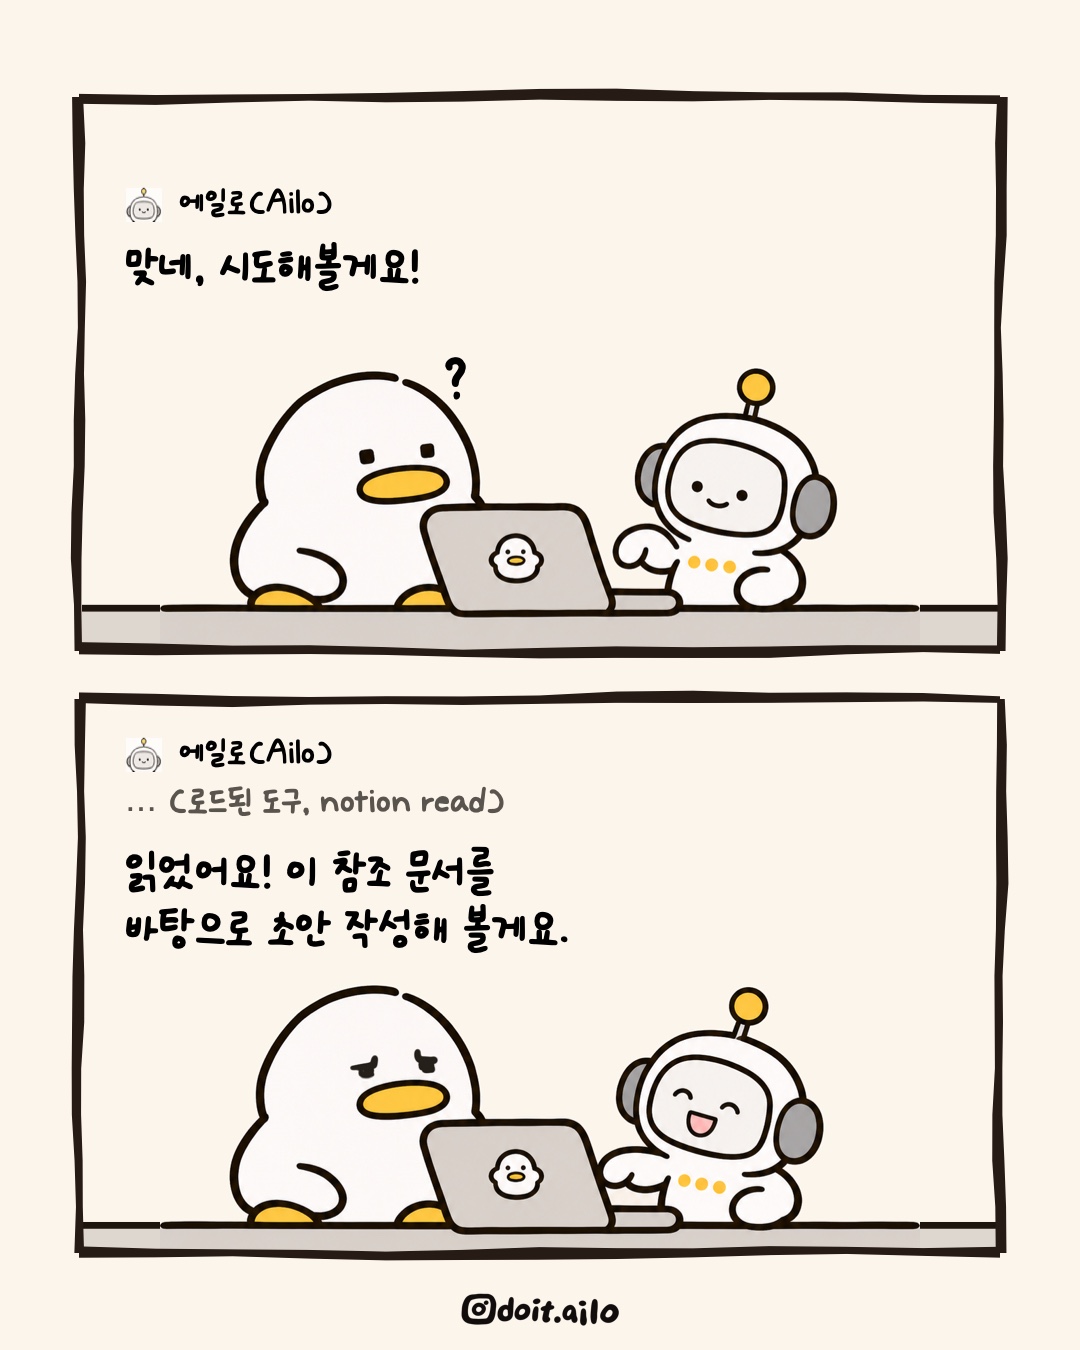 에일로(Ailo)
맞네, 시도해볼게요!
?
에일로(Ailo)
... (로드된 도구, notion read)
읽었어요! 이 참조 문서를
바탕으로 초안 작성해 볼게요.
doit.ailo